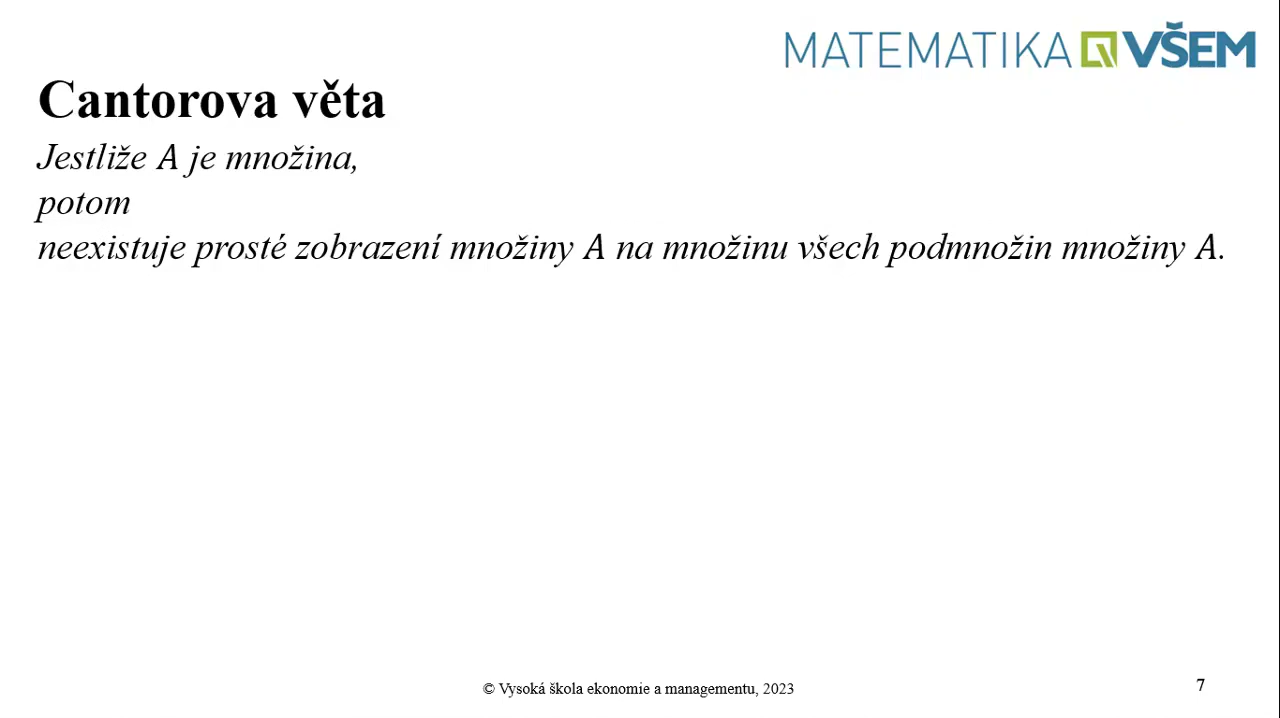 MATEMATIKA VŠEM
Cantorova věta
Jestliže A je množina,
potom
neexistuje prosté zobrazení množiny A na množinu všech podmnožin množiny A.
© Vysoká škola ekonomie a managementu, 2023
7